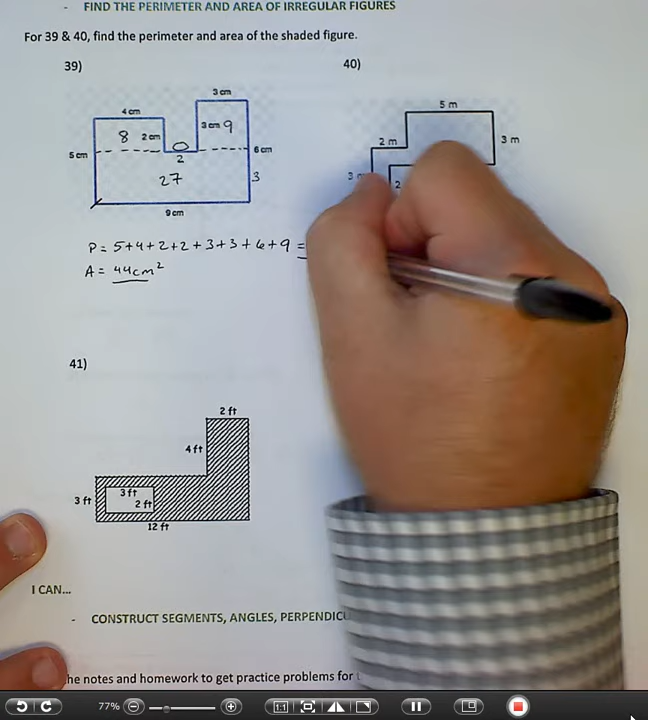 - FIND THE PERIMETER AND AREA OF IRREGULAR FIGURES
For 39 & 40, find the perimeter and area of the shaded figure.
39)
40)
3 cm
4 cm
8
2 cm
3 cm
9
5 cm
2
6 cm
27
3
9 cm
5 m
2 m
3 m
3
2
P = 5+4+2+2+3+3+6+9 =
A = 44cm²
41)
2 ft
4 ft
3 ft
3 ft
2 ft
12 ft
I CAN...
- CONSTRUCT SEGMENTS, ANGLES,
he notes and homework to get practice problems for
77%
1:1